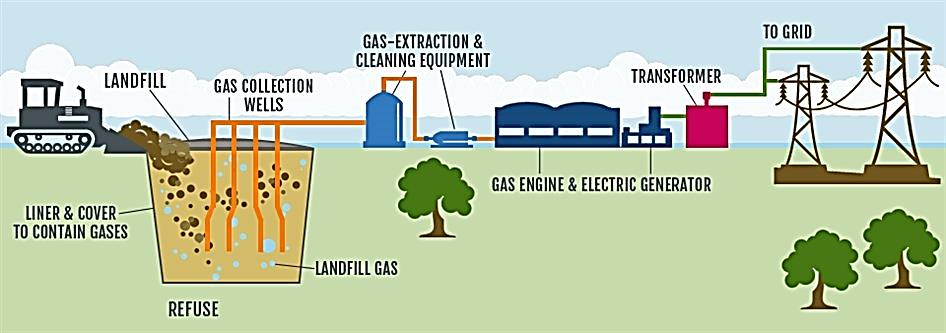 LANDFILL
GAS COLLECTION
WELLS
GAS-EXTRACTION &
CLEANING EQUIPMENT
TO GRID
TRANSFORMER
GAS ENGINE & ELECTRIC GENERATOR
LINER & COVER
TO CONTAIN GASES
LANDFILL GAS
REFUSE